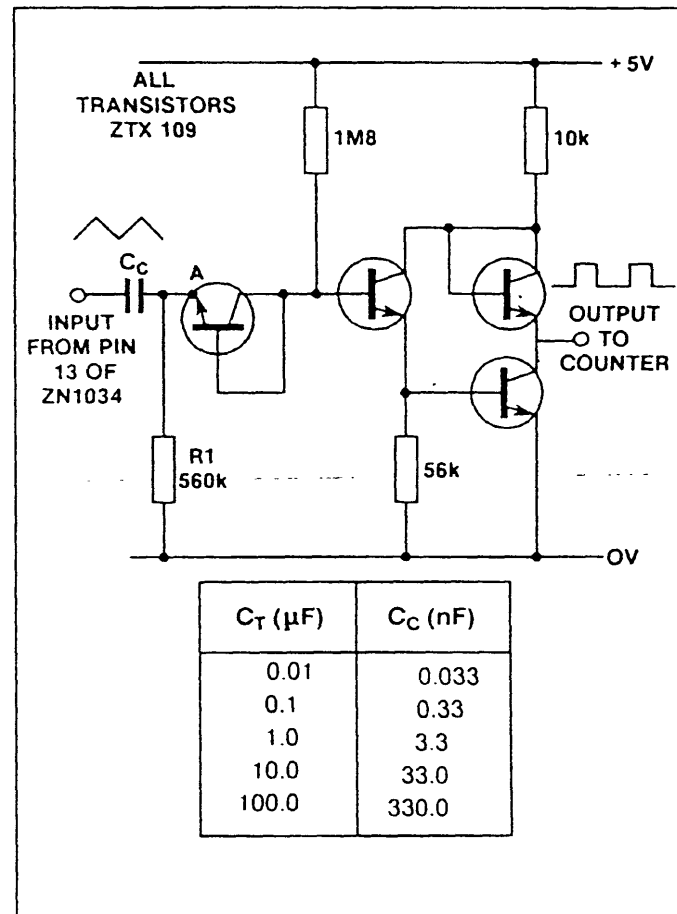 + 5V
ALL
TRANSISTORS
ZTX 109
1M8
10k
C_C
A
INPUT
FROM PIN
13 OF
ZN1034
OUTPUT
TO
COUNTER
R1
560k
56k
OV
C_T (μF) C_C (nF)
0.01 0.033
0.1 0.33
1.0 3.3
10.0 33.0
100.0 330.0